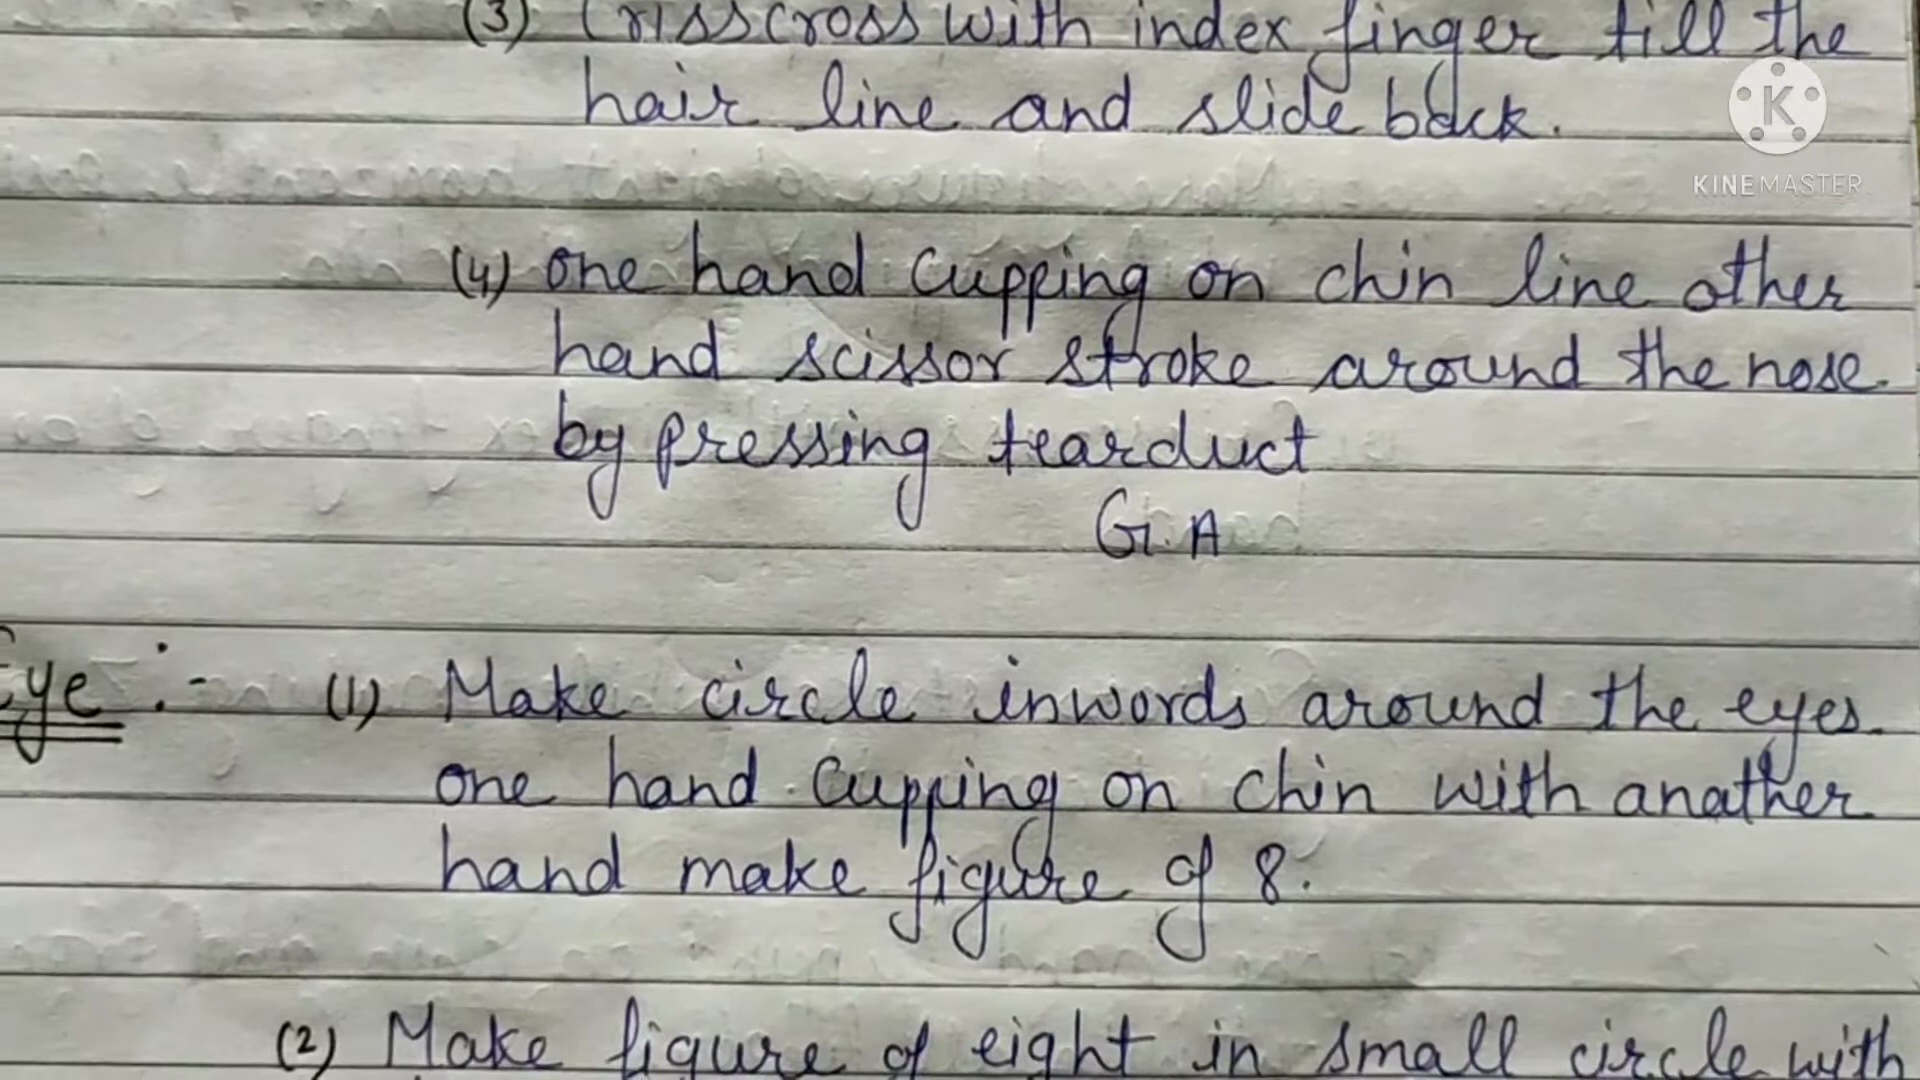 (3) Crisscross with index finger till the
hair line and slide back.
KINEMASTER
(4) one hand cupping on chin line other
hand scissor stroke around the nose.
by pressing tearduct
G.A
Eye :- (1) Make circle inwords around the eyes.
one hand cupping on chin with anather
hand make figure of 8.
(2) Make figure of eight in small circle with